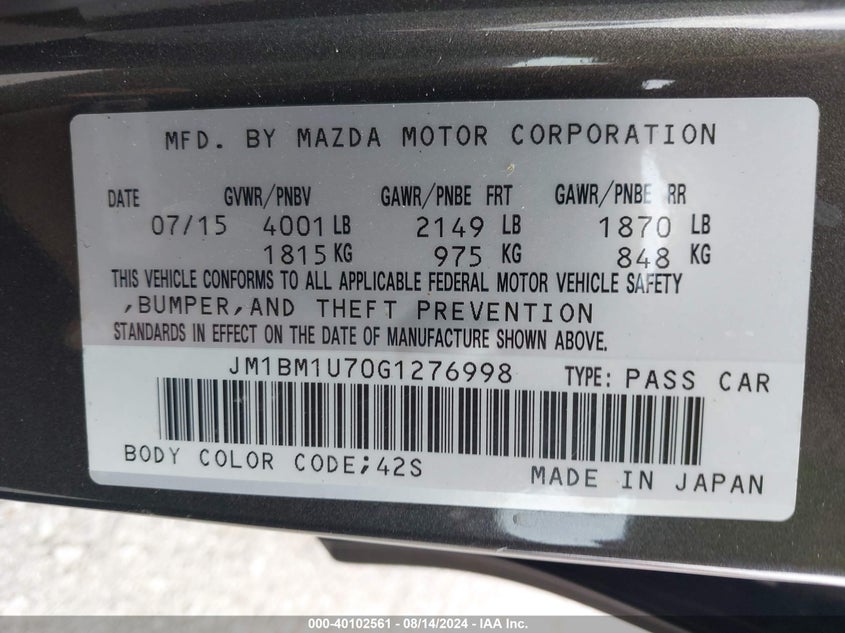 MFD. BY MAZDA MOTOR CORPORATION
DATE GVWR/PNBV GAWR/PNBE FRT GAWR/PNBE RR
07/15 4001 LB 2149 LB 1870 LB
1815 KG 975 KG 848 KG
THIS VEHICLE CONFORMS TO ALL APPLICABLE FEDERAL MOTOR VEHICLE SAFETY
,BUMPER,AND THEFT PREVENTION
STANDARDS IN EFFECT ON THE DATE OF MANUFACTURE SHOWN ABOVE.
JM1BM1U70G1276998 TYPE: PASS CAR
BODY COLOR CODE;42S
MADE IN JAPAN
000-40102561 / 08/14/2024 - IAA Inc.